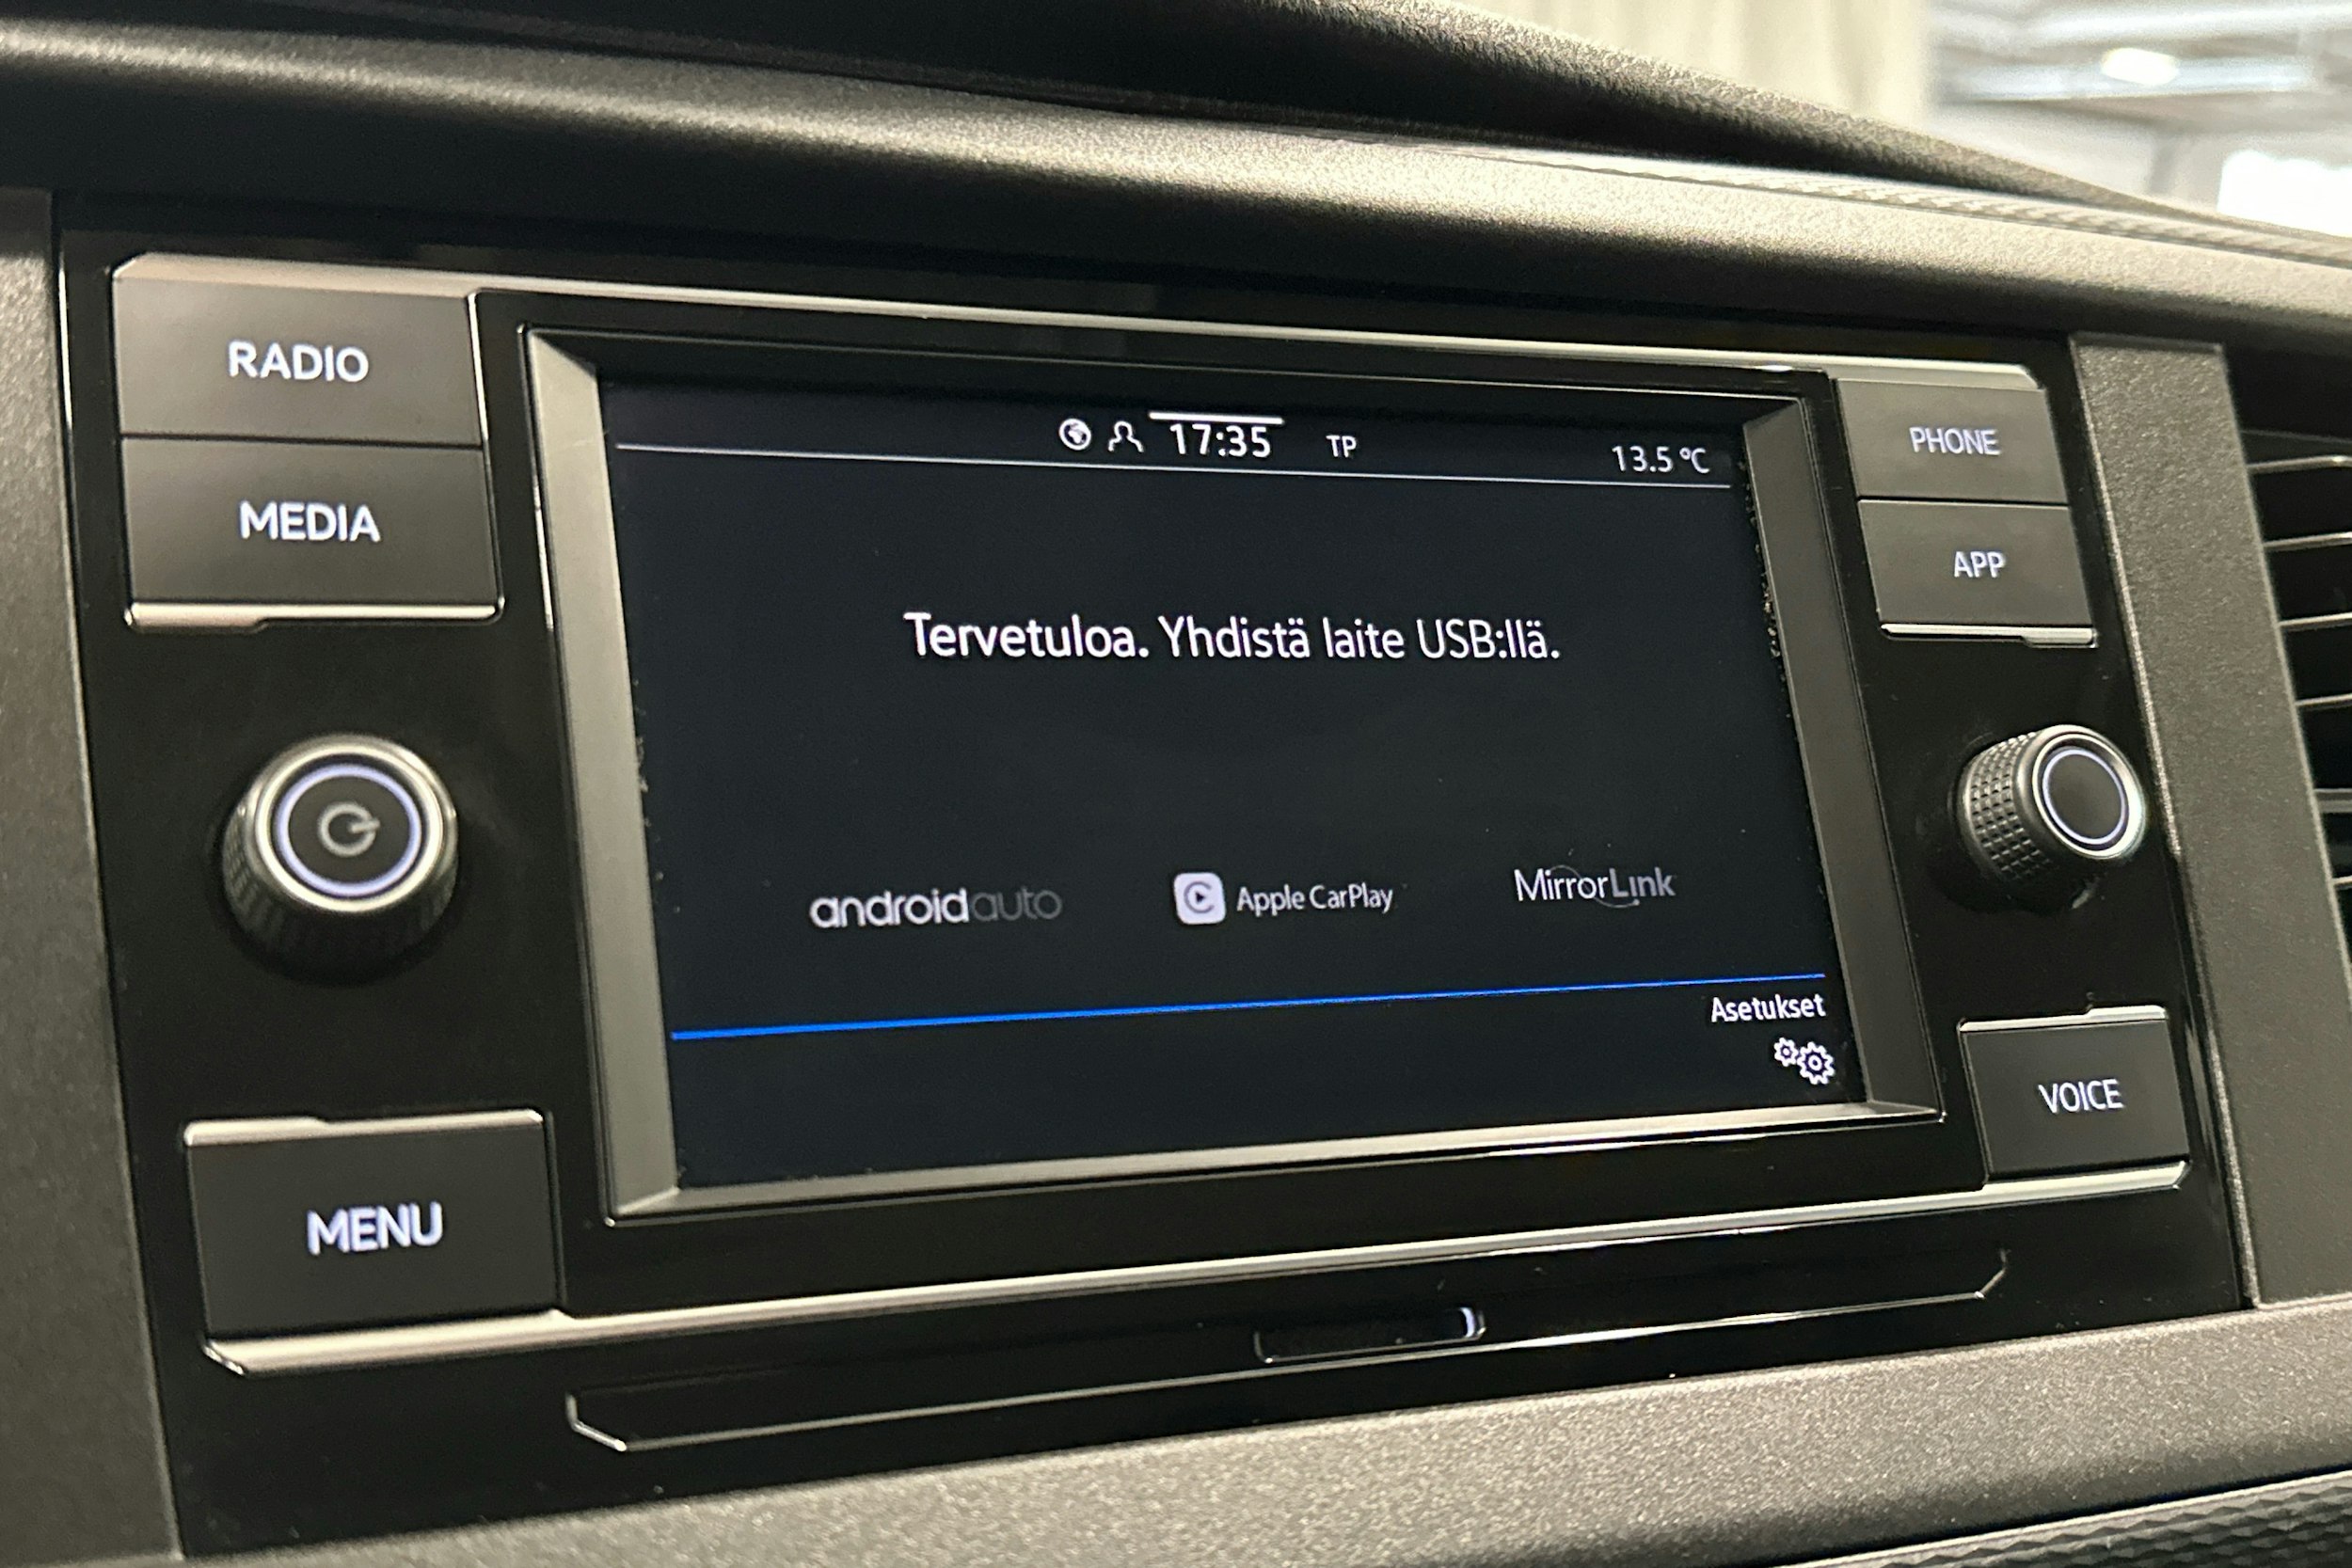 RADIO
MEDIA
17:35 TP 13.5 °C
PHONE
APP
Tervetuloa. Yhdistä laite USB:llä.
androidauto Apple CarPlay MirrorLink
Asetukset
MENU
VOICE